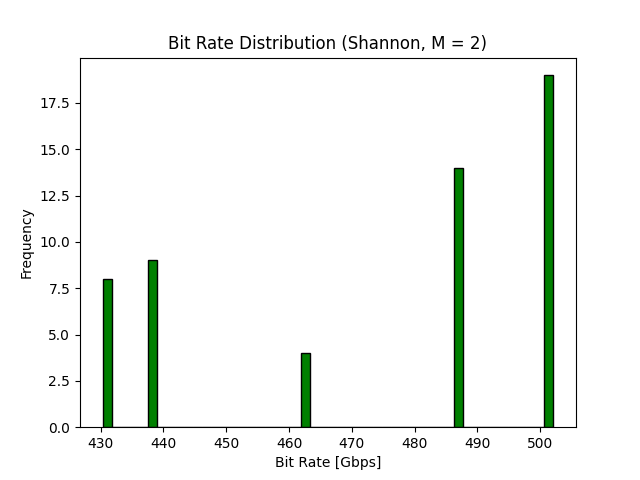 Bit Rate Distribution (Shannon, M = 2)
17.5
15.0
12.5
10.0
7.5
5.0
2.5
0.0
Frequency
430 440 450 460 470 480 490 500
Bit Rate [Gbps]